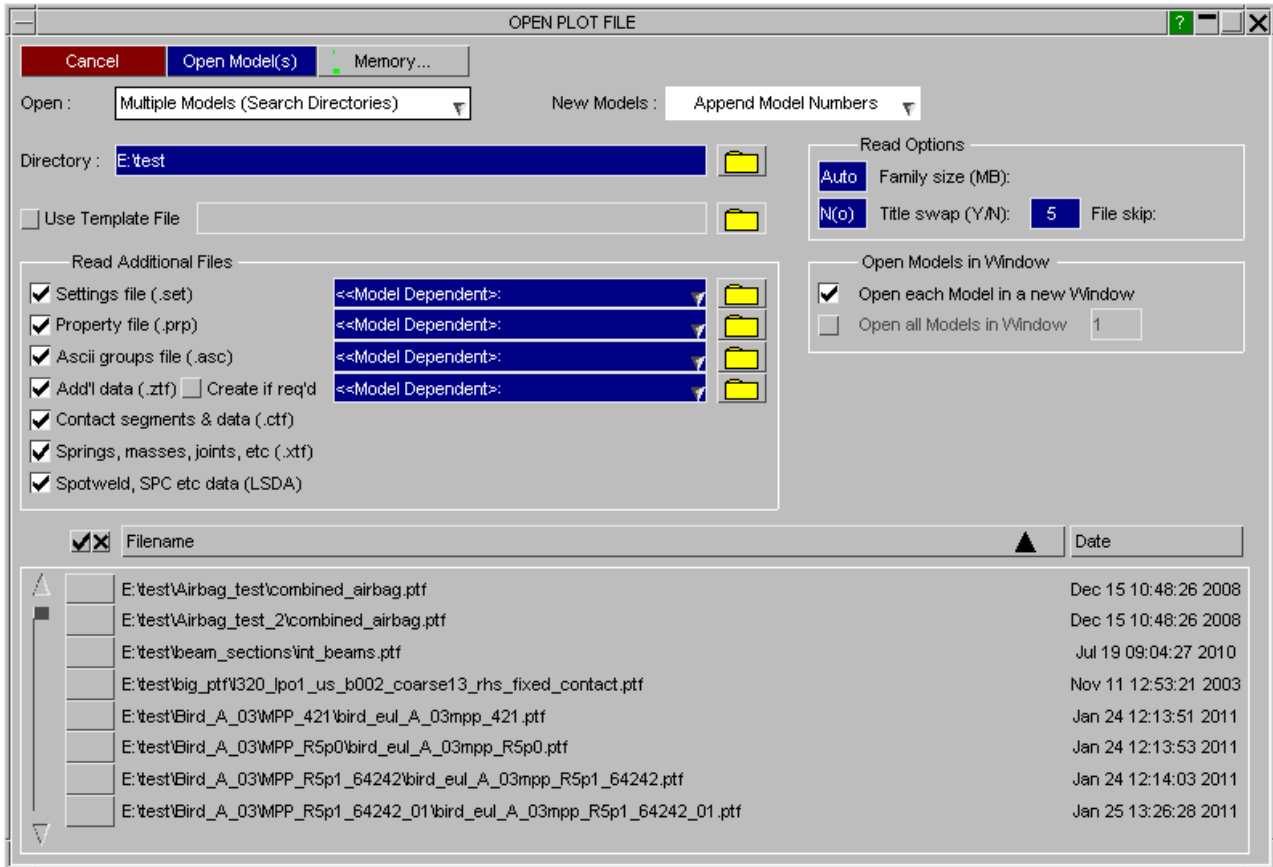 OPEN PLOT FILE
?
Cancel Open Model(s) Memory...
Open : Multiple Models (Search Directories) New Models : Append Model Numbers
Directory : E:\test
Read Options
Auto Family size (MB):
Use Template File
N(o) Title swap (Y/N): 5 File skip:
Read Additional Files
Open Models in Window
Settings file (.set) <<Model Dependent>:
Open each Model in a new Window
Property file (.prp) <<Model Dependent>:
Open all Models in Window 1
Ascii groups file (.asc) <<Model Dependent>:
Add'l data (.ztf) Create if req'd <<Model Dependent>:
Contact segments & data (.ctf)
Springs, masses, joints, etc (.xtf)
Spotweld, SPC etc data (LSDA)
Filename Date
E:\test\Airbag_test\combined_airbag.ptf Dec 15 10:48:26 2008
E:\test\Airbag_test_2\combined_airbag.ptf Dec 15 10:48:26 2008
E:\test\beam_sections\int_beams.ptf Jul 19 09:04:27 2010
E:\test\big_ptf\l320_lpo1_us_b002_coarse13_rhs_fixed_contact.ptf Nov 11 12:53:21 2003
E:\test\Bird_A_03\MPP_421\bird_eul_A_03mpp_421.ptf Jan 24 12:13:51 2011
E:\test\Bird_A_03\MPP_R5p0\bird_eul_A_03mpp_R5p0.ptf Jan 24 12:13:53 2011
E:\test\Bird_A_03\MPP_R5p1_64242\bird_eul_A_03mpp_R5p1_64242.ptf Jan 24 12:14:03 2011
E:\test\Bird_A_03\MPP_R5p1_64242_01\bird_eul_A_03mpp_R5p1_64242_01.ptf Jan 25 13:26:28 2011